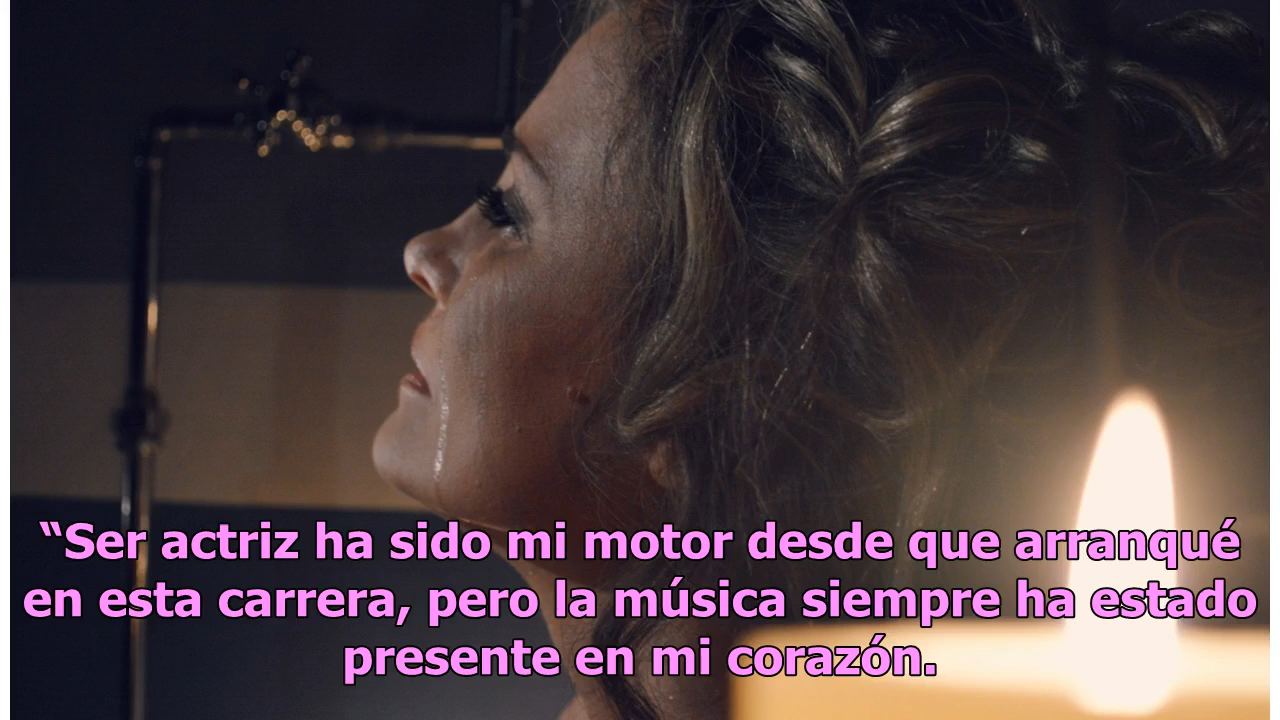 “Ser actriz ha sido mi motor desde que arranqué
en esta carrera, pero la música siempre ha estado
presente en mi corazón.